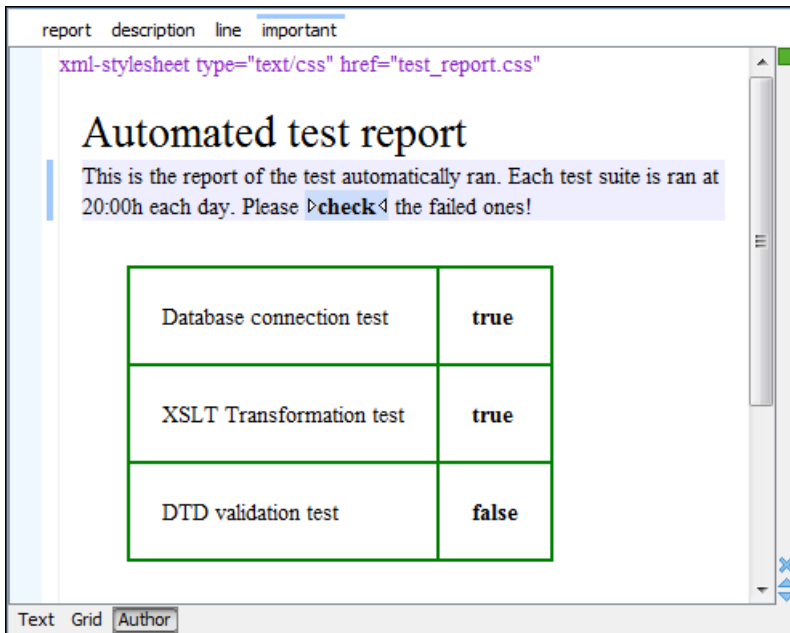 report description line important
xml-stylesheet type="text/css" href="test_report.css"
Automated test report
This is the report of the test automatically ran. Each test suite is ran at
20:00h each day. Please check the failed ones!
Database connection test true
XSLT Transformation test true
DTD validation test false
Text Grid Author